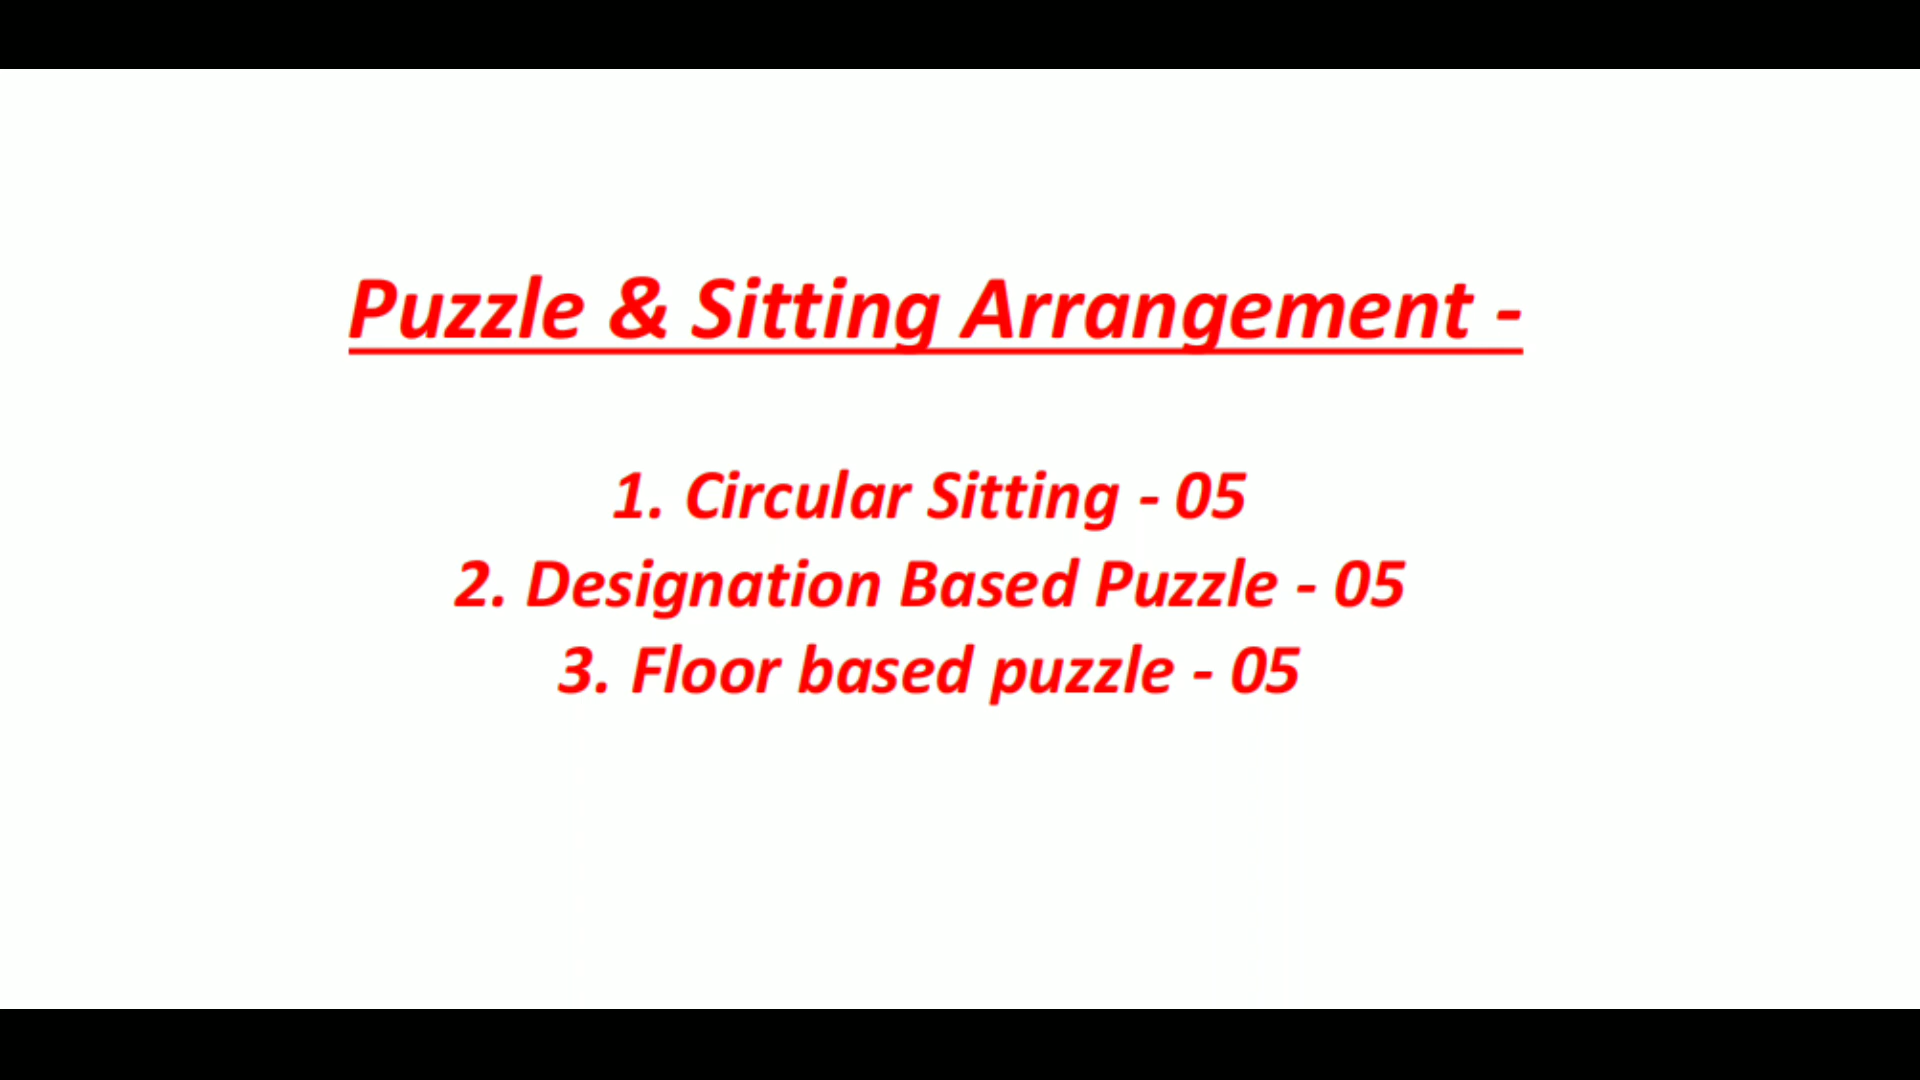 Puzzle & Sitting Arrangement -
1. Circular Sitting - 05
2. Designation Based Puzzle - 05
3. Floor based puzzle - 05